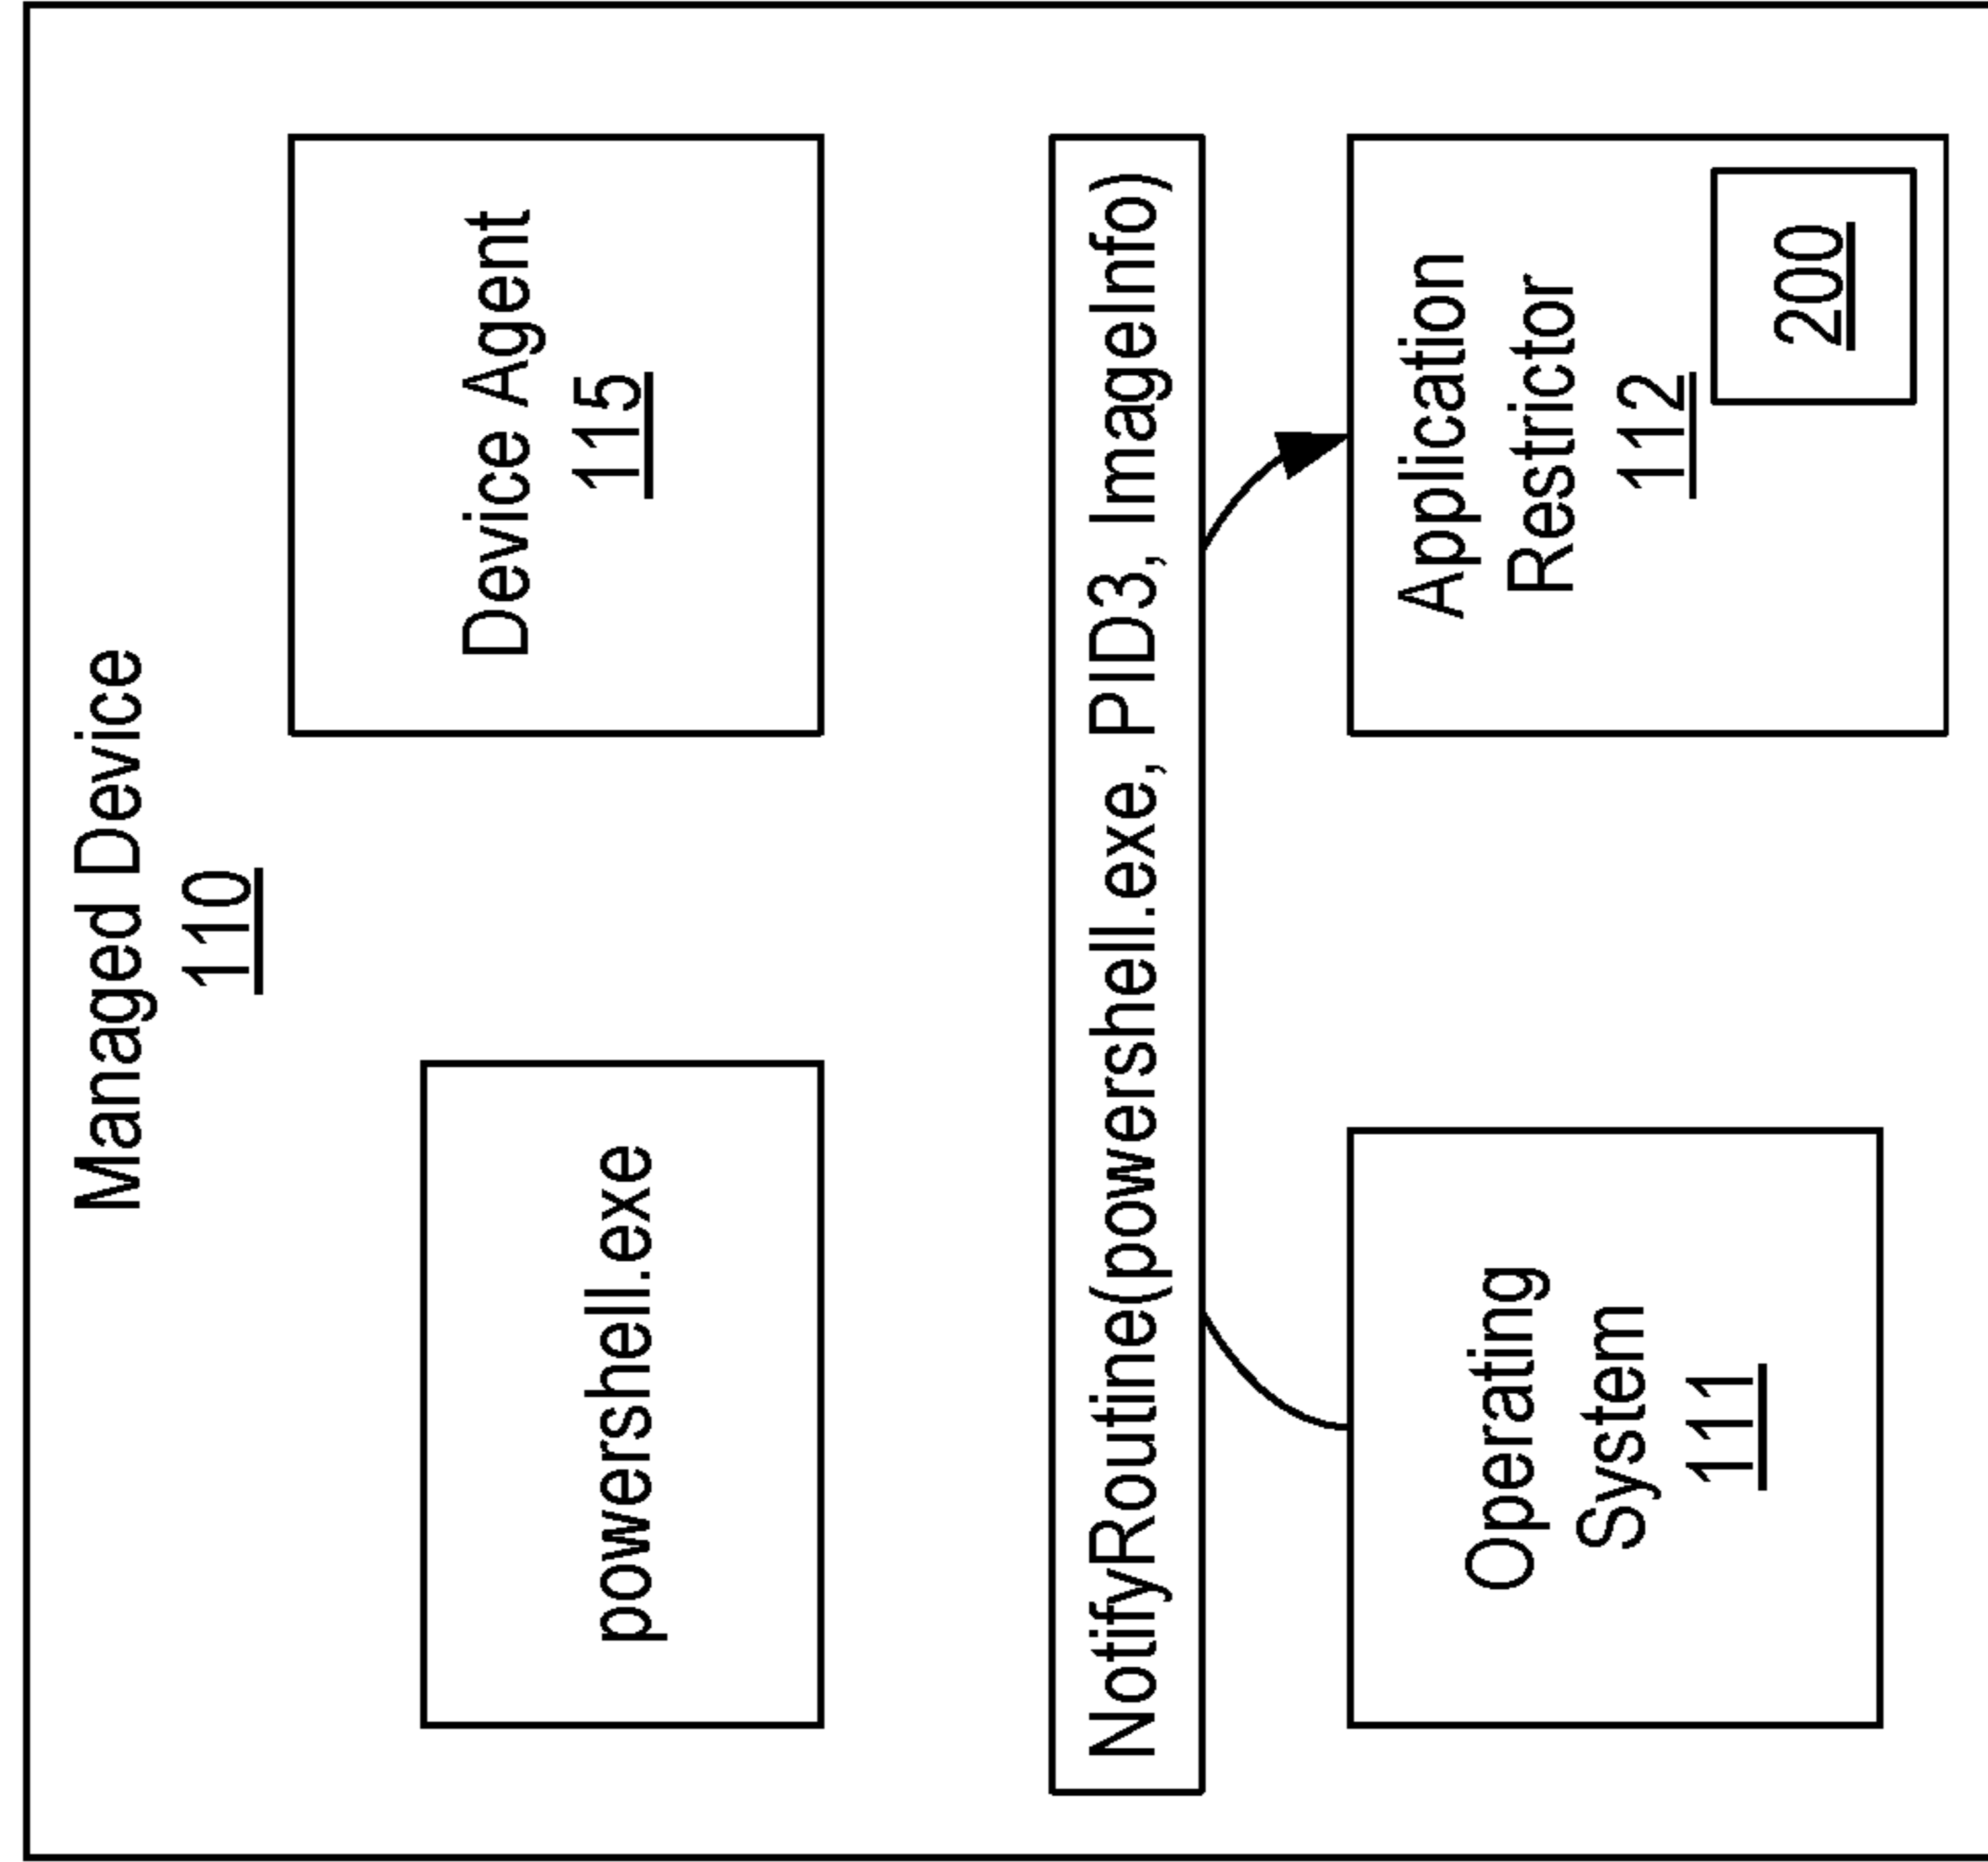 Managed Device
110
powershell.exe
Device Agent
115
NotifyRoutine(powershell.exe, PID3, ImageInfo)
Operating
System
111
Application
Restrictor
112
200